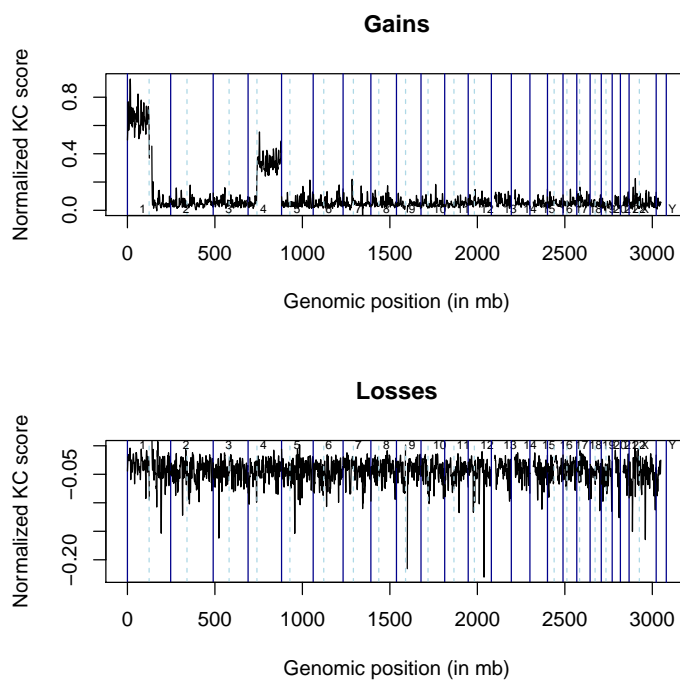 Gains
Normalized KC score
0.0 0.4 0.8
1 2 3 4 5 6 7 8 9 10 11 12 13 14 15 16 17 18 X Y
0 500 1000 1500 2000 2500 3000
Genomic position (in mb)
Losses
Normalized KC score
−0.20 −0.05
1 2 3 4 5 6 7 8 9 10 11 12 13 14 15 16 17 18 19 20 21 22 X Y
0 500 1000 1500 2000 2500 3000
Genomic position (in mb)